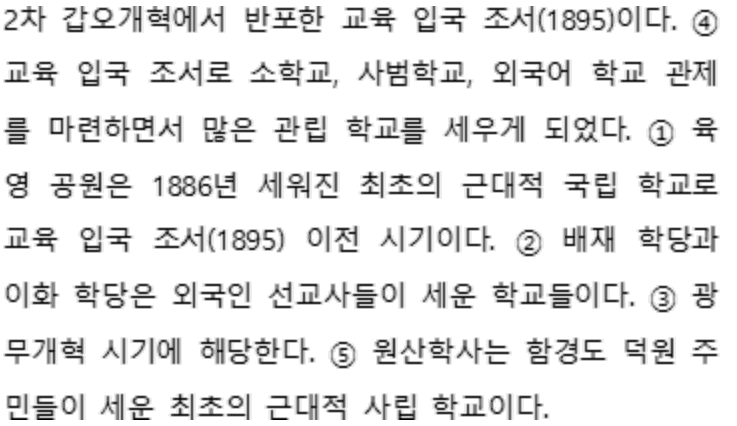 2차 갑오개혁에서 반포한 교육 입국 조서(1895)이다. ④
교육 입국 조서로 소학교, 사범학교, 외국어 학교 관제
를 마련하면서 많은 관립 학교를 세우게 되었다. ① 육
영 공원은 1886년 세워진 최초의 근대적 국립 학교로
교육 입국 조서(1895) 이전 시기이다. ② 배재 학당과
이화 학당은 외국인 선교사들이 세운 학교들이다. ③ 광
무개혁 시기에 해당한다. ⑤ 원산학사는 함경도 덕원 주
민들이 세운 최초의 근대적 사립 학교이다.